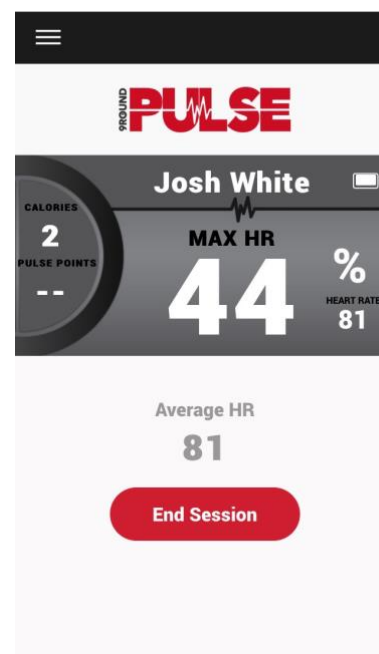 9ROUND
PULSE
Josh White
CALORIES
2
PULSE POINTS
--
MAX HR
44
%
HEART RATE
81
Average HR
81
End Session